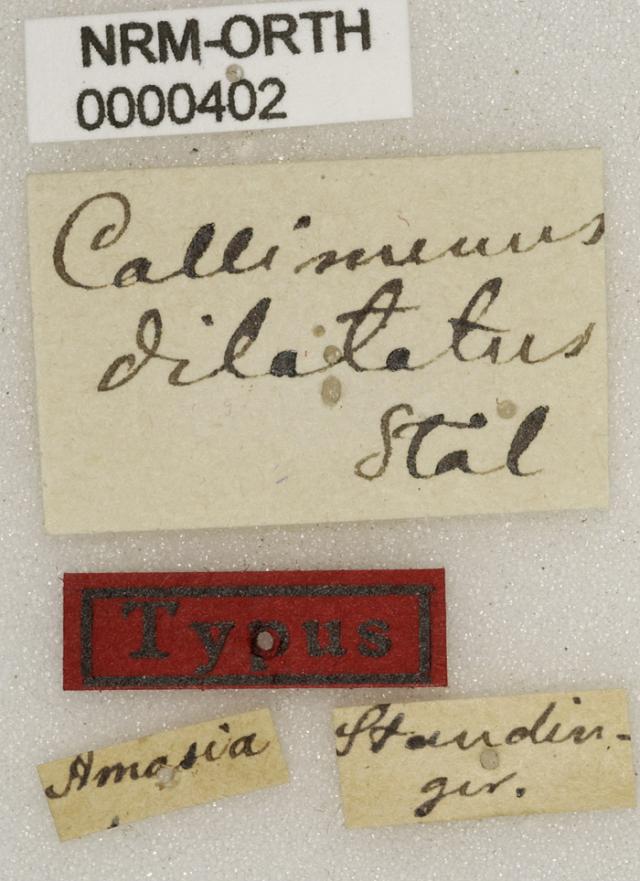 NRM-ORTH
0000402
Callimenus
dilatatus
Stål
Typus
Amasia
Staudin-
ger.